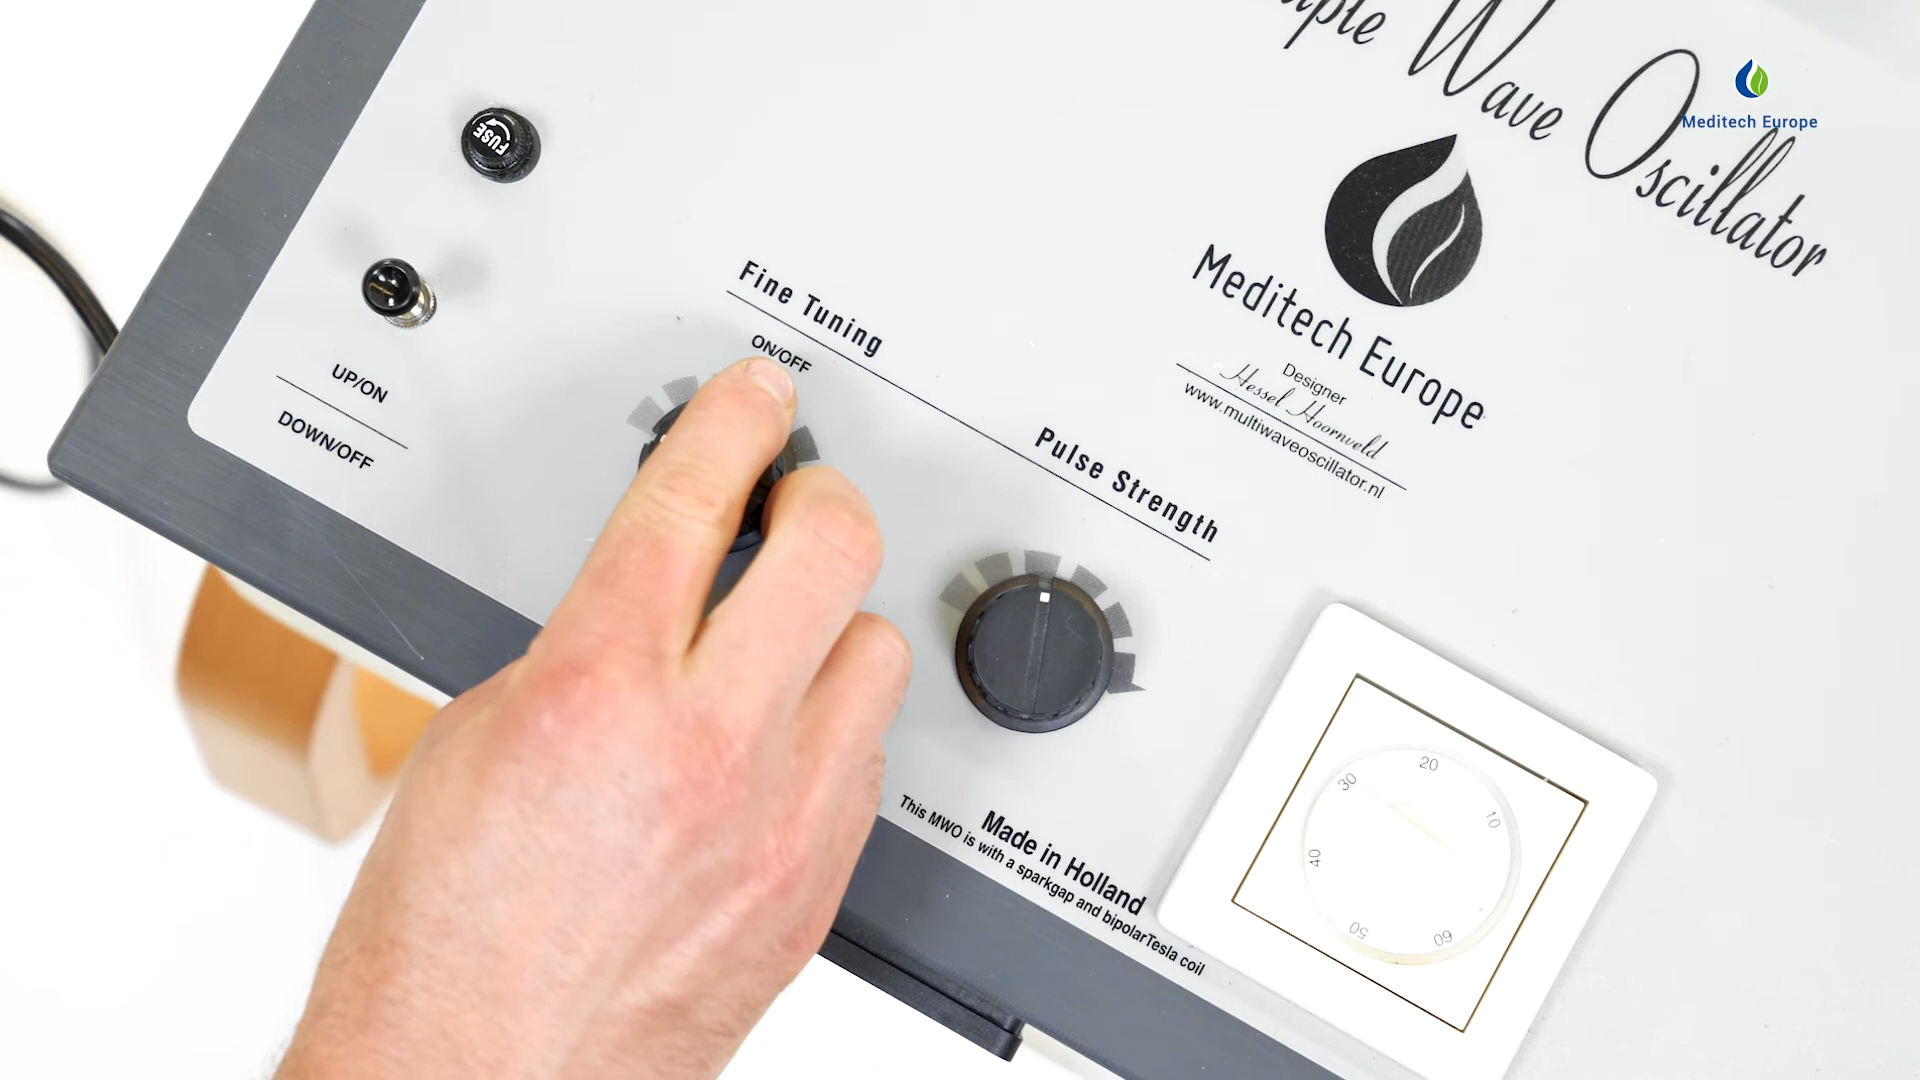 Wave Oscillator
Meditech Europe
FUSE
Meditech Europe
Designer
Hessel Hoornveld
www.multiwaveoscillator.nl
Fine Tuning
ON/OFF
Pulse Strength
UP/ON
DOWN/OFF
Made in Holland
This MWO is with a sparkgap and bipolarTesla coil
10
20
30
40
50
60